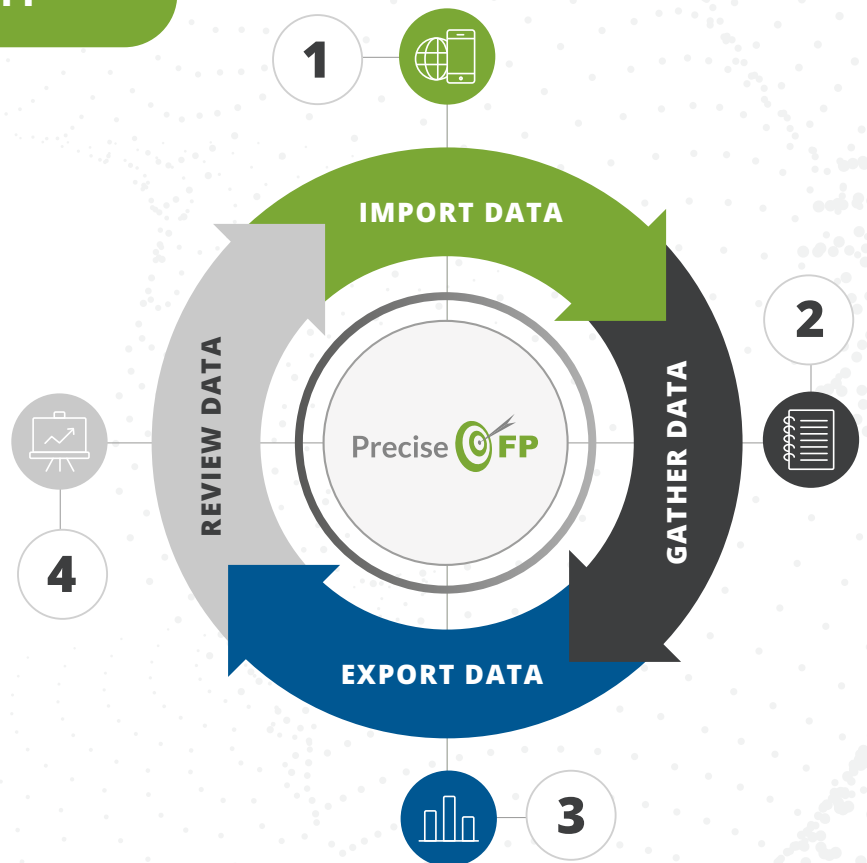 1
IMPORT DATA
2
GATHER DATA
Precise FP
REVIEW DATA
4
EXPORT DATA
3